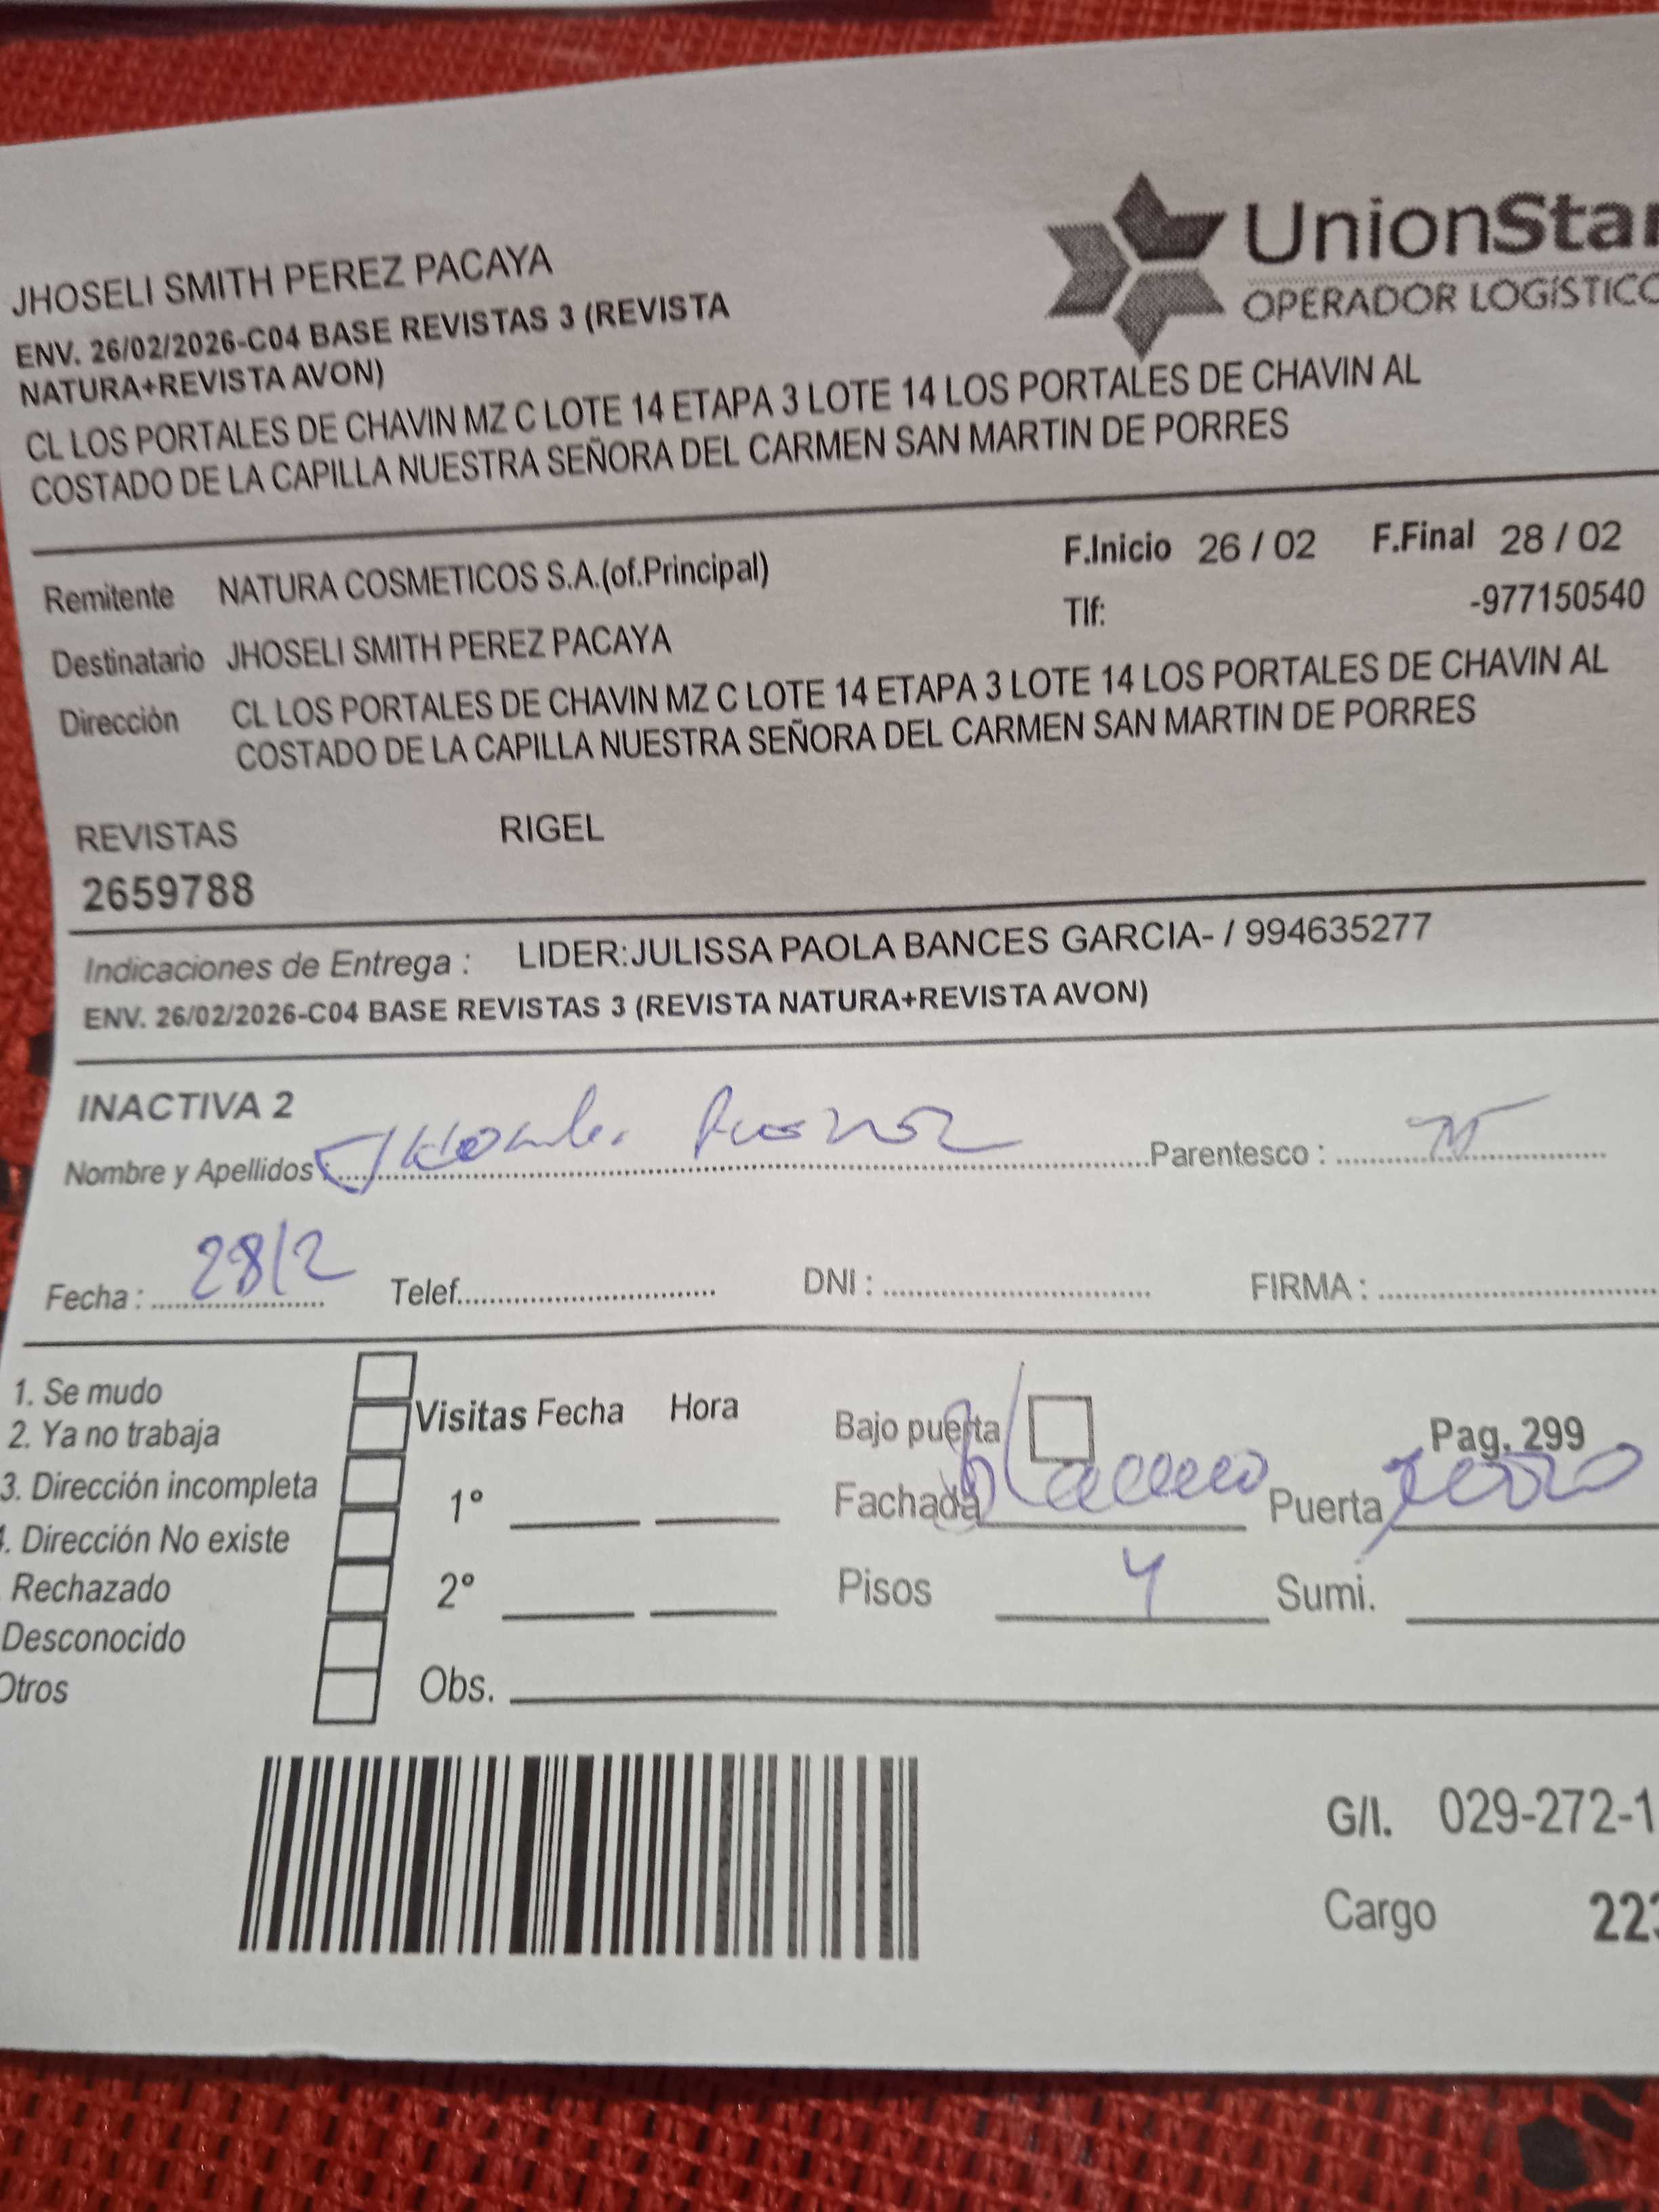 UnionStar
OPERADOR LOGÍSTICO
JHOSELI SMITH PEREZ PACAYA
ENV. 26/02/2026-C04 BASE REVISTAS 3 (REVISTA
NATURA+REVISTA AVON)
CL LOS PORTALES DE CHAVIN MZ C LOTE 14 ETAPA 3 LOTE 14 LOS PORTALES DE CHAVIN AL
COSTADO DE LA CAPILLA NUESTRA SEÑORA DEL CARMEN SAN MARTIN DE PORRES
Remitente NATURA COSMETICOS S.A.(of.Principal) F.Inicio 26 / 02 F.Final 28 / 02
Destinatario JHOSELI SMITH PEREZ PACAYA Tlf: -977150540
Dirección CL LOS PORTALES DE CHAVIN MZ C LOTE 14 ETAPA 3 LOTE 14 LOS PORTALES DE CHAVIN AL
COSTADO DE LA CAPILLA NUESTRA SEÑORA DEL CARMEN SAN MARTIN DE PORRES
REVISTAS RIGEL
2659788
Indicaciones de Entrega : LIDER:JULISSA PAOLA BANCES GARCIA- / 994635277
ENV. 26/02/2026-C04 BASE REVISTAS 3 (REVISTA NATURA+REVISTA AVON)
INACTIVA 2
Nombre y Apellidos Parentesco :
Fecha : 28/2 Telef. DNI : FIRMA :
1. Se mudo
2. Ya no trabaja
3. Dirección incompleta
. Dirección No existe
. Rechazado
Desconocido
Otros
Visitas Fecha Hora
1º
2º
Obs.
Bajo puerta Pag. 299
Fachada Puerta
Pisos 4 Sumi.
G/I. 029-272-1
Cargo 223